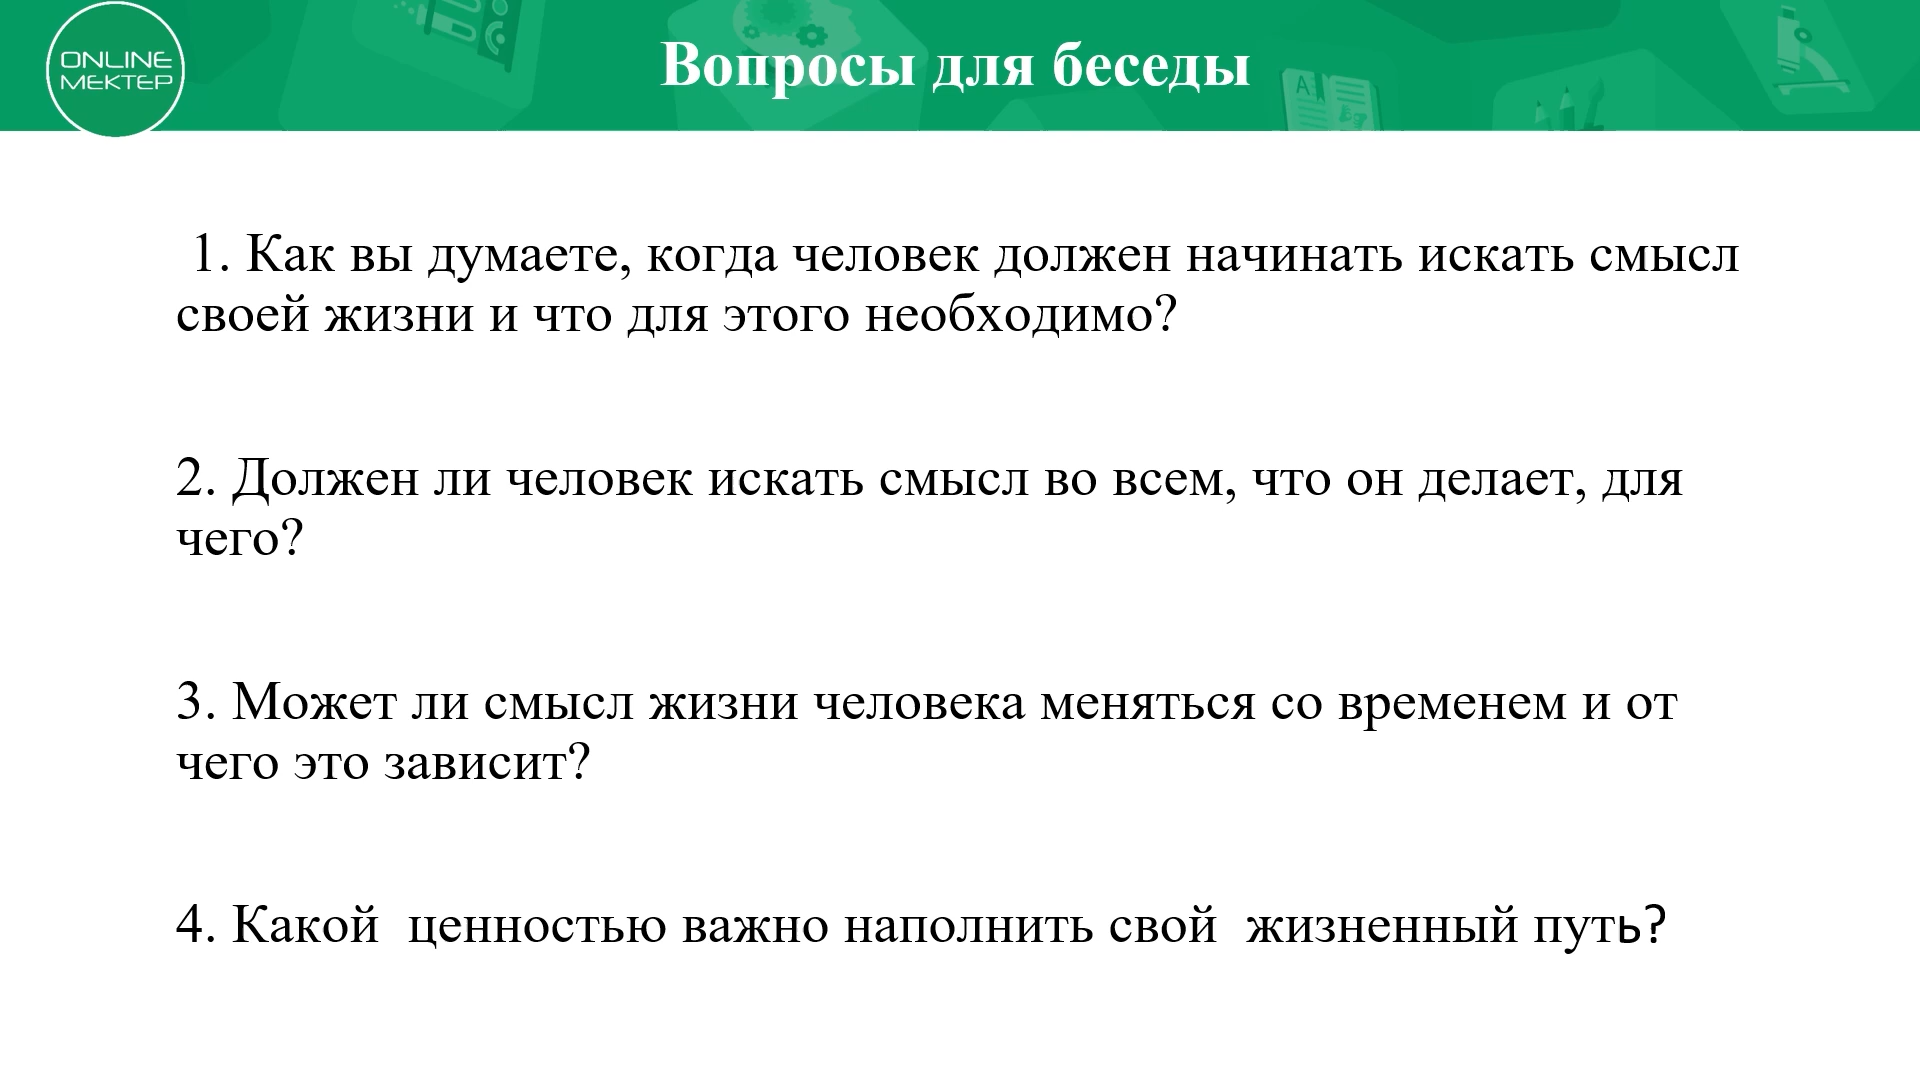 ONLINE
МЕКТЕР
Вопросы для беседы
1. Как вы думаете, когда человек должен начинать искать смысл
своей жизни и что для этого необходимо?
2. Должен ли человек искать смысл во всем, что он делает, для
чего?
3. Может ли смысл жизни человека меняться со временем и от
чего это зависит?
4. Какой  ценностью важно наполнить свой  жизненный путь?